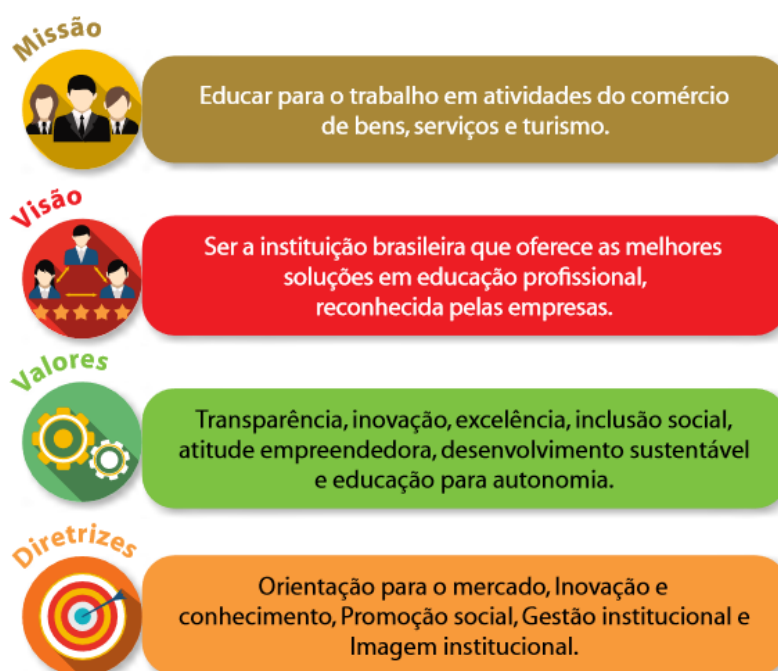 Missão
Educar para o trabalho em atividades do comércio
de bens, serviços e turismo.
Visão
Ser a instituição brasileira que oferece as melhores
soluções em educação profissional,
reconhecida pelas empresas.
Valores
Transparência, inovação, excelência, inclusão social,
atitude empreendedora, desenvolvimento sustentável
e educação para autonomia.
Diretrizes
Orientação para o mercado, Inovação e
conhecimento, Promoção social, Gestão institucional e
Imagem institucional.